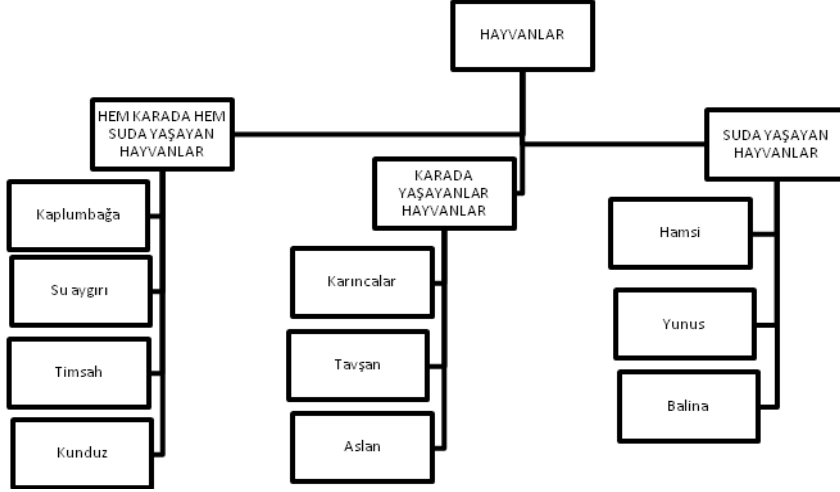 HAYVANLAR
HEM KARADA HEM
SUDA YAŞAYAN
HAYVANLAR
Kaplumbağa
Su aygırı
Timsah
Kunduz
KARADA
YAŞAYANLAR
HAYVANLAR
Karıncalar
Tavşan
Aslan
SUDA YAŞAYAN
HAYVANLAR
Hamsi
Yunus
Balina